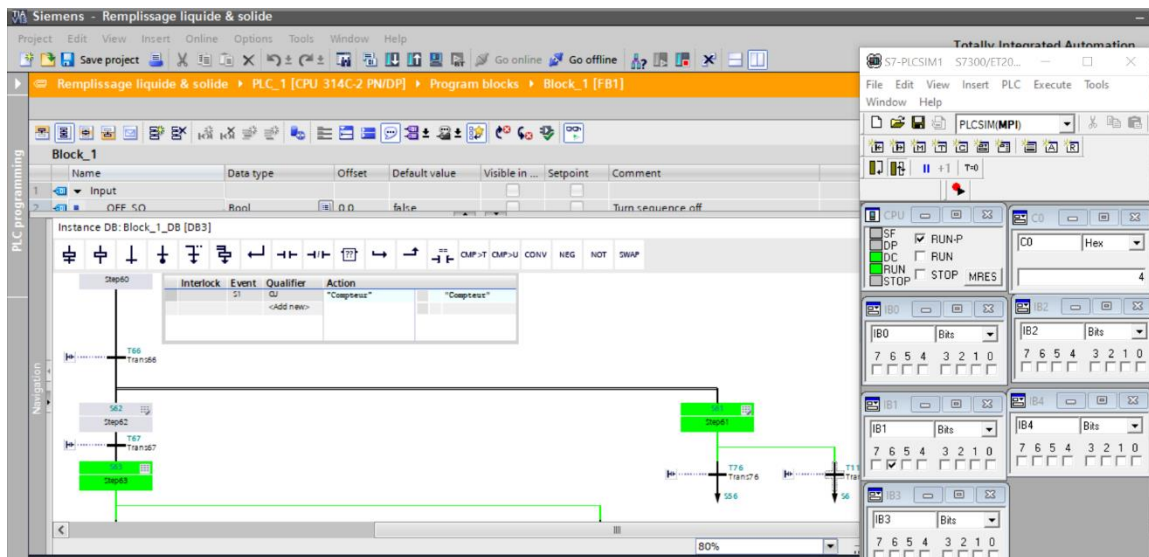 Siemens - Remplissage liquide & solide
Project Edit View Insert Online Options Tools Window Help
Totally Integrated Automation
Save project Go online Go offline
Remplissage liquide & solide PLC_1 [CPU 314C-2 PN/DP] Program blocks Block_1 [FB1]
PLC programming
Block_1
Name Data type Offset Default value Visible in ... Setpoint Comment
1 Input
2 OFF_SQ Bool 0.0 false Turn sequence off
Instance DB: Block_1_DB [DB3]
CMP>T CMP>U CONV NEG NOT SWAP
Step60
Interlock Event Qualifier Action
S1 CU "Compteur" "Compteur"
<Add new>
T66
Trans66
Navigation
S62
Step62
S61
Step61
T67
Trans67
S63
Step63
T76
Trans76
S56
T11
S6
80%
S7-PLCSIM1 S7300/ET20...
File Edit View Insert PLC Execute Tools
Window Help
PLCSIM(MPI)
+1 T=0
CPU
SF
DP
DC
RUN
STOP
RUN-P
RUN
STOP MRES
C0
C0 Hex
4
IB0
IB0 Bits
7 6 5 4 3 2 1 0
IB2
IB2 Bits
7 6 5 4 3 2 1 0
IB1
IB1 Bits
7 6 5 4 3 2 1 0
IB4
IB4 Bits
7 6 5 4 3 2 1 0
IB3
IB3 Bits
7 6 5 4 3 2 1 0